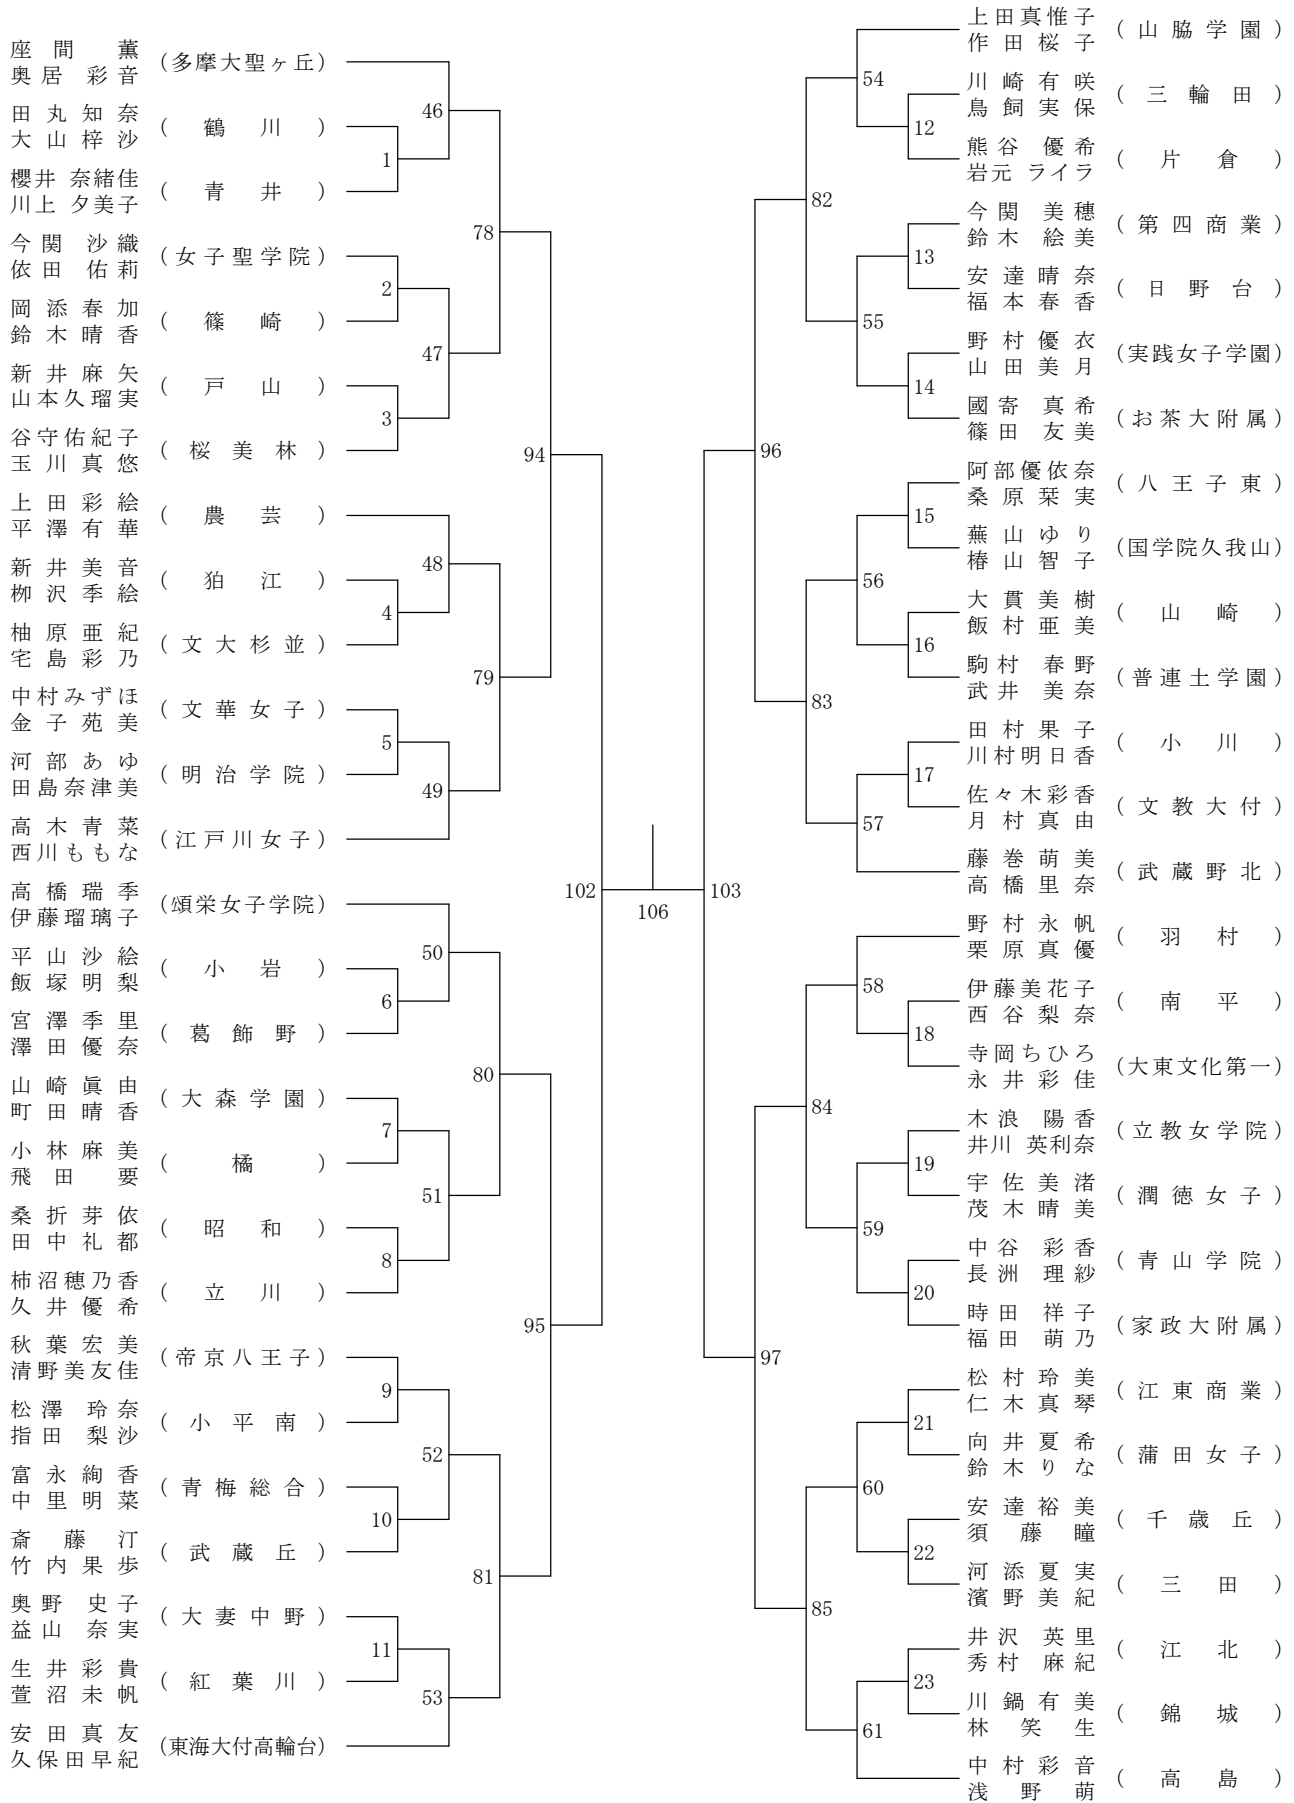 座間薫
奥居彩音
(多摩大聖ヶ丘)
田丸知奈
大山梓沙
(鶴川)
櫻井 奈緒佳
川上 夕美子
(青井)
今関沙織
依田佑莉
(女子聖学院)
岡添春加
鈴木晴香
(篠崎)
新井麻矢
山本久瑠実
(戸山)
谷守佑紀子
玉川真悠
(桜美林)
上田彩絵
平澤有華
(農芸)
新井美音
栁沢季絵
(狛江)
柚原亜紀
宅島彩乃
(文大杉並)
中村みずほ
金子苑美
(文華女子)
河部あゆ
田島奈津美
(明治学院)
高木青菜
西川ももな
(江戸川女子)
高橋瑞季
伊藤瑠璃子
(頌栄女子学院)
平山沙絵
飯塚明梨
(小岩)
宮澤季里
澤田優奈
(葛飾野)
山崎眞由
町田晴香
(大森学園)
小林麻美
飛田要
(橘)
桑折芽依
田中礼都
(昭和)
柿沼穂乃香
久井優希
(立川)
秋葉宏美
清野美友佳
(帝京八王子)
松澤玲奈
指田梨沙
(小平南)
富永絢香
中里明菜
(青梅総合)
斎藤汀
竹内果歩
(武蔵丘)
奥野史子
益山奈実
(大妻中野)
生井彩貴
萱沼未帆
(紅葉川)
安田真友
久保田早紀
(東海大付高輪台)
46
1
78
2
47
3
94
48
4
79
5
49
102
50
6
80
7
51
8
95
9
52
10
81
11
53
106
103
54
12
82
13
55
14
96
15
56
16
83
17
57
58
18
84
19
59
20
97
21
60
22
85
23
61
上田真惟子
作田桜子
(山脇学園)
川崎有咲
鳥飼実保
(三輪田)
熊谷 優希
岩元 ライラ
(片倉)
今関美穂
鈴木絵美
(第四商業)
安達晴奈
福本春香
(日野台)
野村優衣
山田美月
(実践女子学園)
國寄真希
篠田友美
(お茶大附属)
阿部優依奈
桑原栞実
(八王子東)
蕪山ゆり
椿山智子
(国学院久我山)
大貫美樹
飯村亜美
(山崎)
駒村春野
武井美奈
(普連土学園)
田村果子
川村明日香
(小川)
佐々木彩香
月村真由
(文教大付)
藤巻萌美
高橋里奈
(武蔵野北)
野村永帆
栗原真優
(羽村)
伊藤美花子
西谷梨奈
(南平)
寺岡ちひろ
永井彩佳
(大東文化第一)
木浪 陽香
井川 英利奈
(立教女学院)
宇佐美渚
茂木晴美
(潤徳女子)
中谷彩香
長洲理紗
(青山学院)
時田祥子
福田萌乃
(家政大附属)
松村玲美
仁木真琴
(江東商業)
向井夏希
鈴木りな
(蒲田女子)
安達裕美
須藤瞳
(千歳丘)
河添夏実
濱野美紀
(三田)
井沢英里
秀村麻紀
(江北)
川鍋有美
林笑生
(錦城)
中村彩音
浅野萌
(高島)